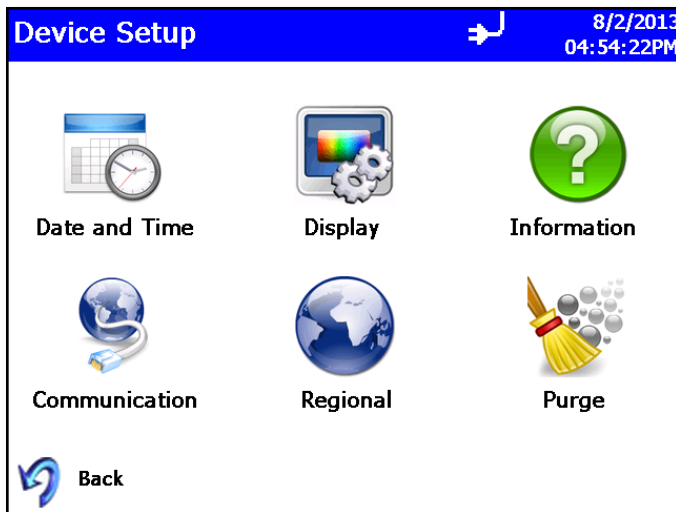 Device Setup
8/2/2013
04:54:22PM
Date and Time
Display
Information
Communication
Regional
Purge
Back